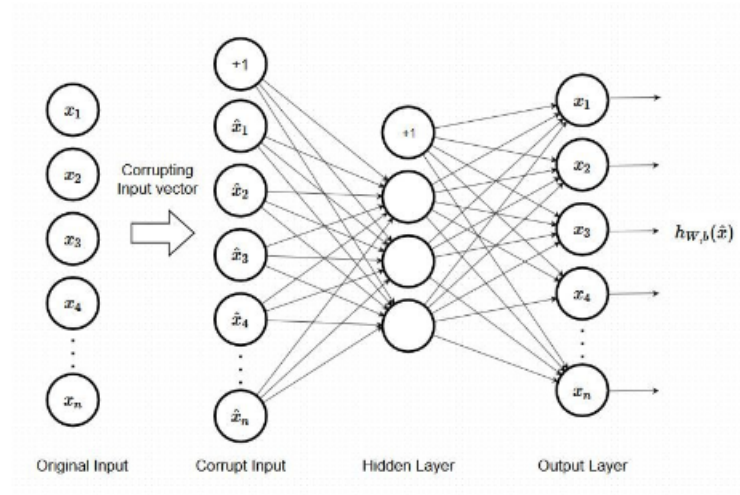 +1
x₁
x̂₁
+1
x₁
x₂
Corrupting
Input vector
x̂₂
x₂
x₃
x̂₃
x₃
h_{W,b}(x̂)
x₄
x̂₄
x₄
xₙ
x̂ₙ
xₙ
Original Input
Corrupt Input
Hidden Layer
Output Layer